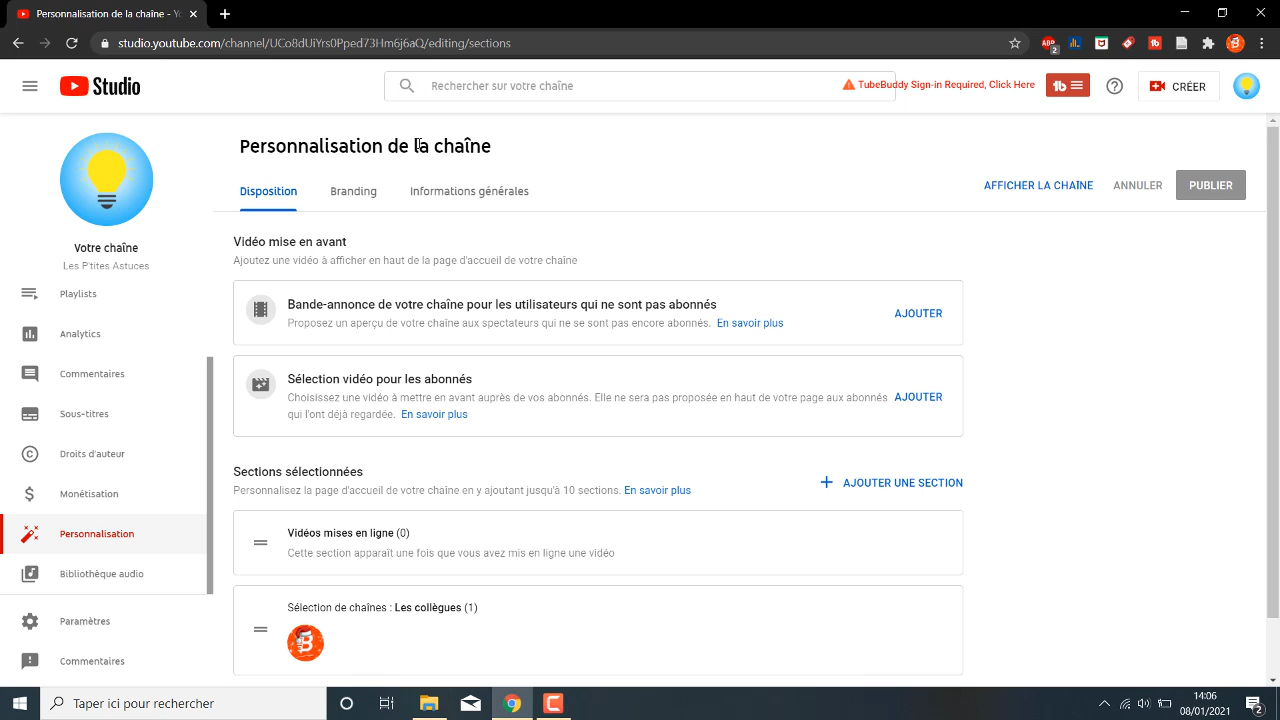 Personnalisation de la chaîne - Y
studio.youtube.com/channel/UCo8dUiYrs0Pped73Hm6j6aQ/editing/sections
ABP
2
Studio
Rechercher sur votre chaîne
TubeBuddy Sign-in Required, Click Here
tb
CRÉER
Personnalisation de la chaîne
Disposition
Branding
Informations générales
AFFICHER LA CHAÎNE
ANNULER
PUBLIER
Votre chaîne
Les P'tites Astuces
Playlists
Analytics
Commentaires
Sous-titres
Droits d'auteur
Monétisation
Personnalisation
Bibliothèque audio
Paramètres
Commentaires
Vidéo mise en avant
Ajoutez une vidéo à afficher en haut de la page d'accueil de votre chaîne
Bande-annonce de votre chaîne pour les utilisateurs qui ne sont pas abonnés
Proposez un aperçu de votre chaîne aux spectateurs qui ne se sont pas encore abonnés. En savoir plus
AJOUTER
Sélection vidéo pour les abonnés
Choisissez une vidéo à mettre en avant auprès de vos abonnés. Elle ne sera pas proposée en haut de votre page aux abonnés
qui l'ont déjà regardée. En savoir plus
AJOUTER
Sections sélectionnées
Personnalisez la page d'accueil de votre chaîne en y ajoutant jusqu'à 10 sections. En savoir plus
AJOUTER UNE SECTION
Vidéos mises en ligne (0)
Cette section apparaît une fois que vous avez mis en ligne une vidéo
Sélection de chaînes : Les collègues (1)
B
Taper ici pour rechercher
14:06
08/01/2021
2